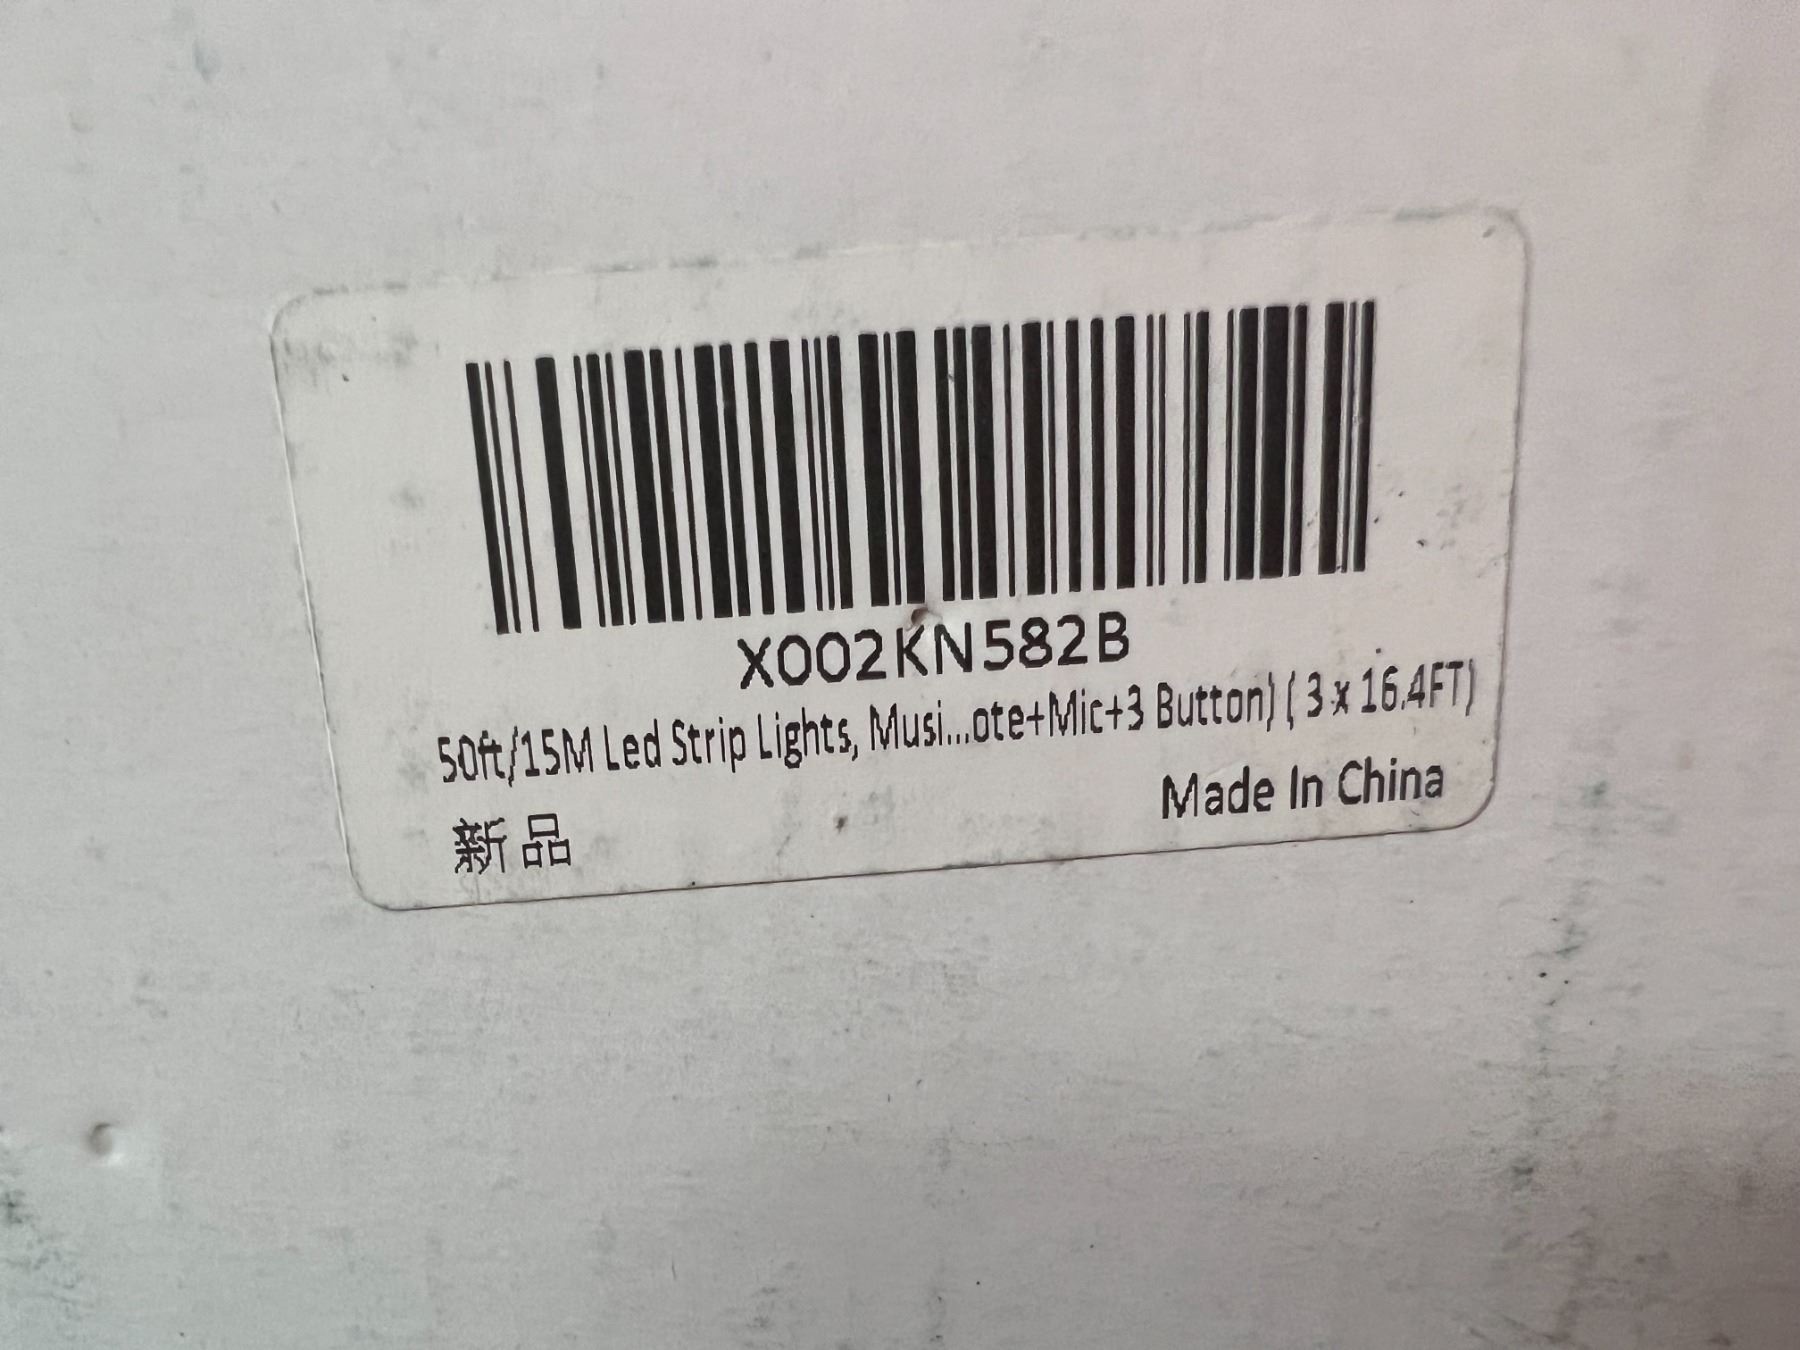 X002KN582B
50ft/15M Led Strip Lights, Musi...ote+Mic+3 Button) ( 3 x 16.4FT)
新品
Made In China